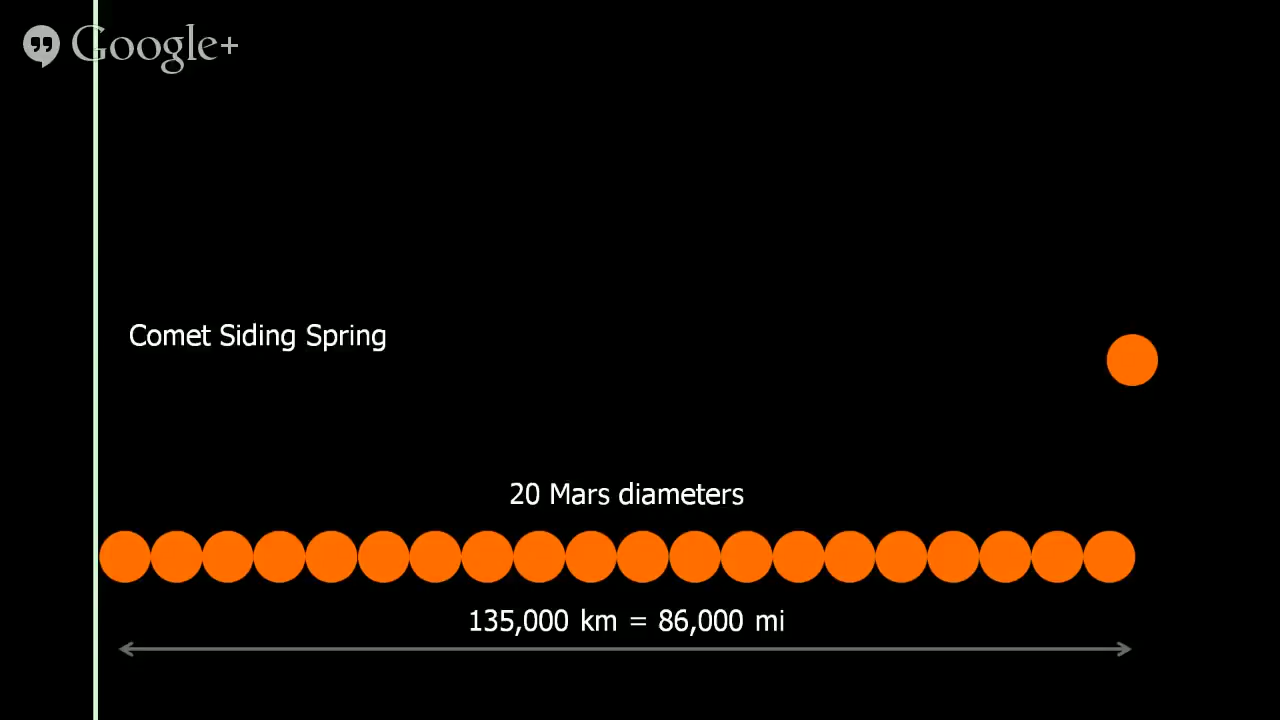 Google+
Comet Siding Spring
20 Mars diameters
135,000 km = 86,000 mi